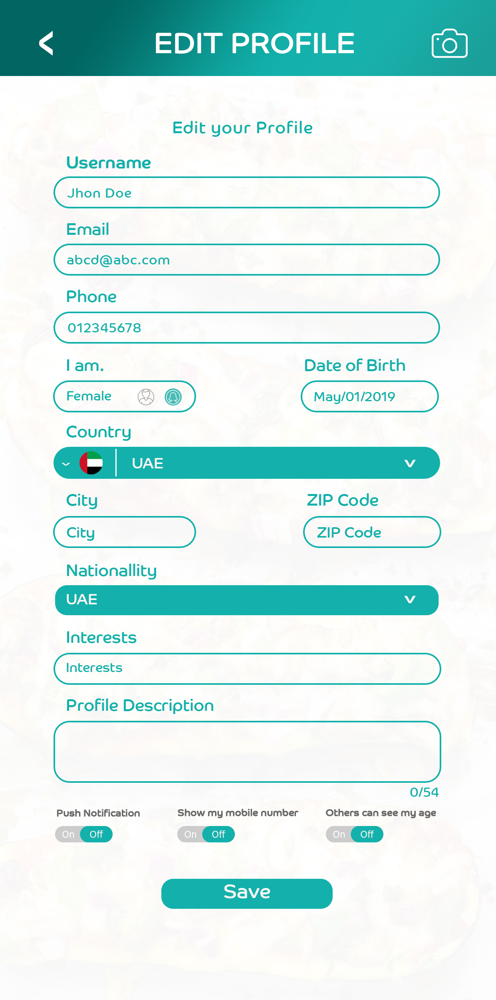 EDIT PROFILE
Edit your Profile
Username
Jhon Doe
Email
abcd@abc.com
Phone
012345678
I am. Date of Birth
Female May/01/2019
Country
UAE
City ZIP Code
City ZIP Code
Nationallity
UAE
Interests
Interests
Profile Description
0/54
Push Notification Show my mobile number Others can see my age
On Off On Off On Off
Save